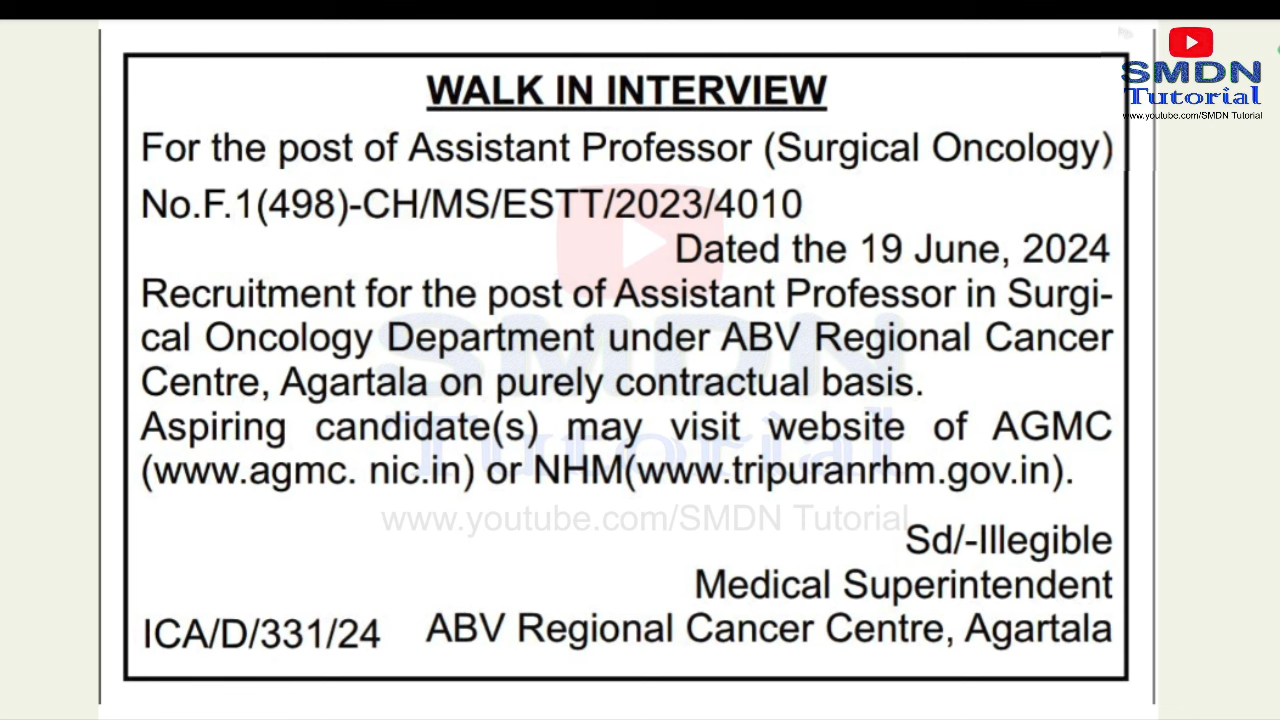 SMDN
Tutorial
www.youtube.com/SMDN Tutorial
WALK IN INTERVIEW
For the post of Assistant Professor (Surgical Oncology)
No.F.1(498)-CH/MS/ESTT/2023/4010
Dated the 19 June, 2024
Recruitment for the post of Assistant Professor in Surgi-
cal Oncology Department under ABV Regional Cancer
Centre, Agartala on purely contractual basis.
Aspiring candidate(s) may visit website of AGMC
(www.agmc. nic.in) or NHM(www.tripuranrhm.gov.in).
SMDN
Tutorial
www.youtube.com/SMDN Tutorial
Sd/-Illegible
Medical Superintendent
ICA/D/331/24 ABV Regional Cancer Centre, Agartala